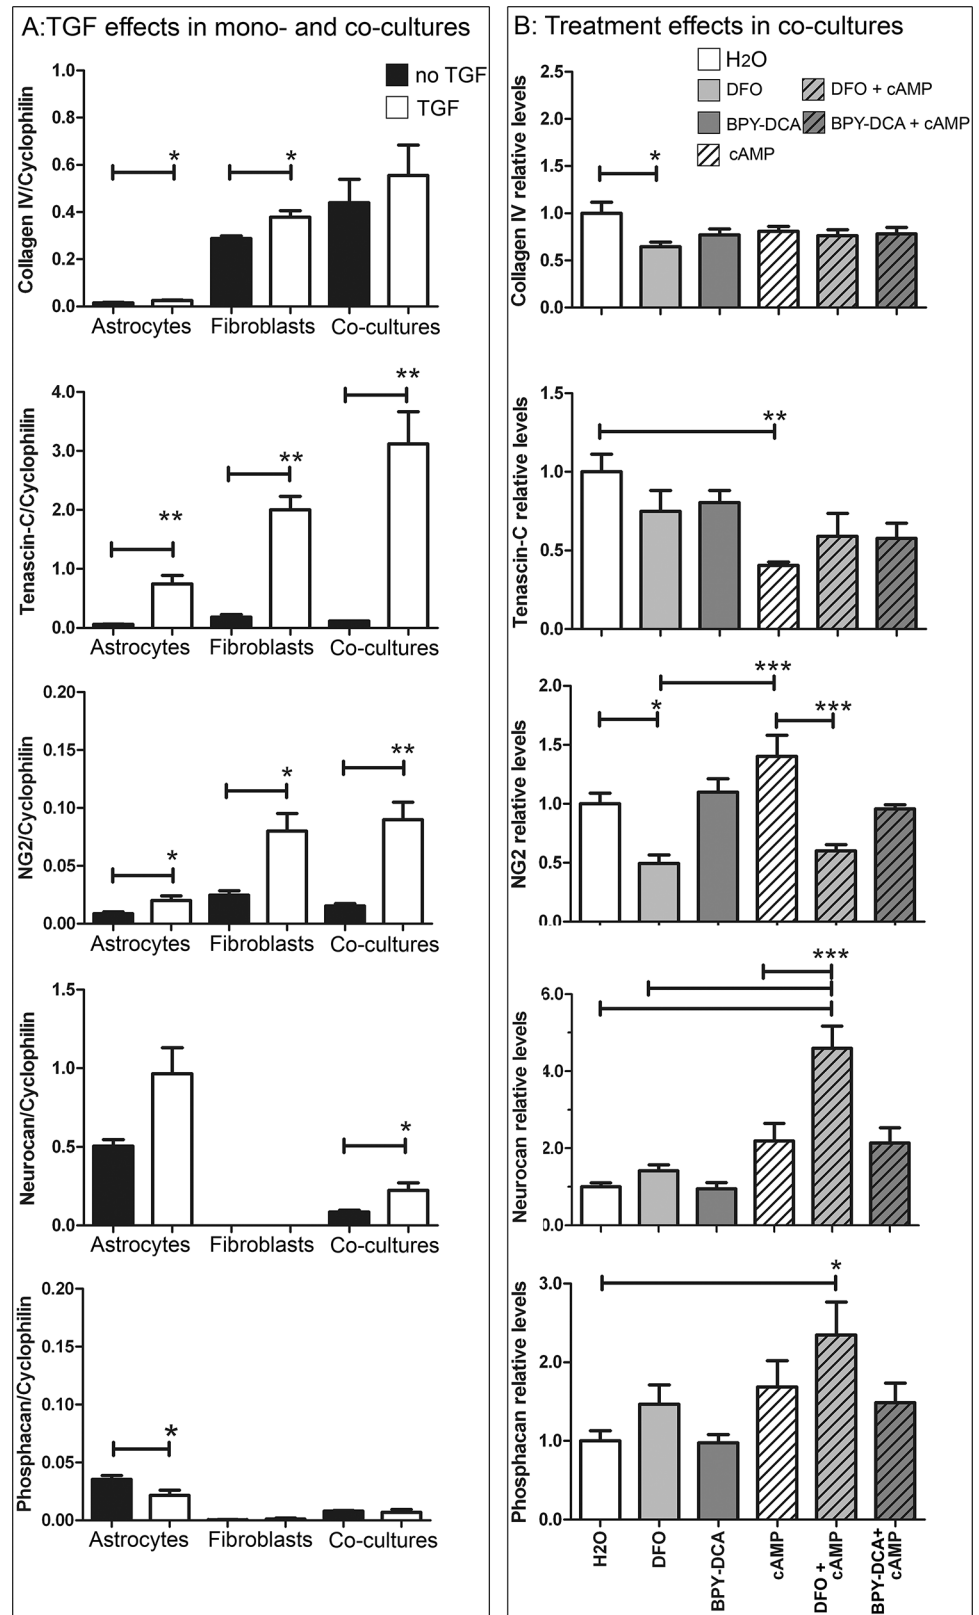 A:TGF effects in mono- and co-cultures
no TGF
TGF
Collagen IV/Cyclophilin
1.0
0.8
0.6
0.4
0.2
0.0
*
*
Astrocytes Fibroblasts Co-cultures
Tenascin-C/Cyclophilin
4.0
3.0
2.0
1.0
0.0
**
**
**
Astrocytes Fibroblasts Co-cultures
NG2/Cyclophilin
0.20
0.15
0.10
0.05
0.00
*
*
**
Astrocytes Fibroblasts Co-cultures
Neurocan/Cyclophilin
1.5
1.0
0.5
0.0
*
Astrocytes Fibroblasts Co-cultures
Phosphacan/Cyclophilin
0.20
0.15
0.10
0.05
0.00
*
Astrocytes Fibroblasts Co-cultures
B: Treatment effects in co-cultures
H2O
DFO
DFO + cAMP
BPY-DCA
BPY-DCA + cAMP
cAMP
Collagen IV relative levels
2.5
2.0
1.5
1.0
0.5
0.0
*
Tenascin-C relative levels
1.5
1.0
0.5
0.0
**
NG2 relative levels
2.0
1.5
1.0
0.5
0.0
*
***
***
Neurocan relative levels
6.0
4.0
2.0
0.0
***
Phosphacan relative levels
3.0
2.0
1.0
0.0
*
H2O
DFO
BPY-DCA
cAMP
DFO +
cAMP
BPY-DCA+
cAMP